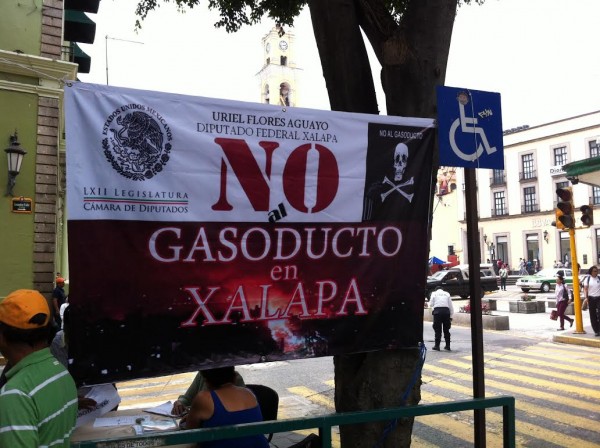 ESTADOS UNIDOS MEXICANOS
LXII LEGISLATURA
CÁMARA DE DIPUTADOS
URIEL FLORES AGUAYO
DIPUTADO FEDERAL XALAPA
NO
al
GASODUCTO
en
XALAPA
NO AL GASODUCTO